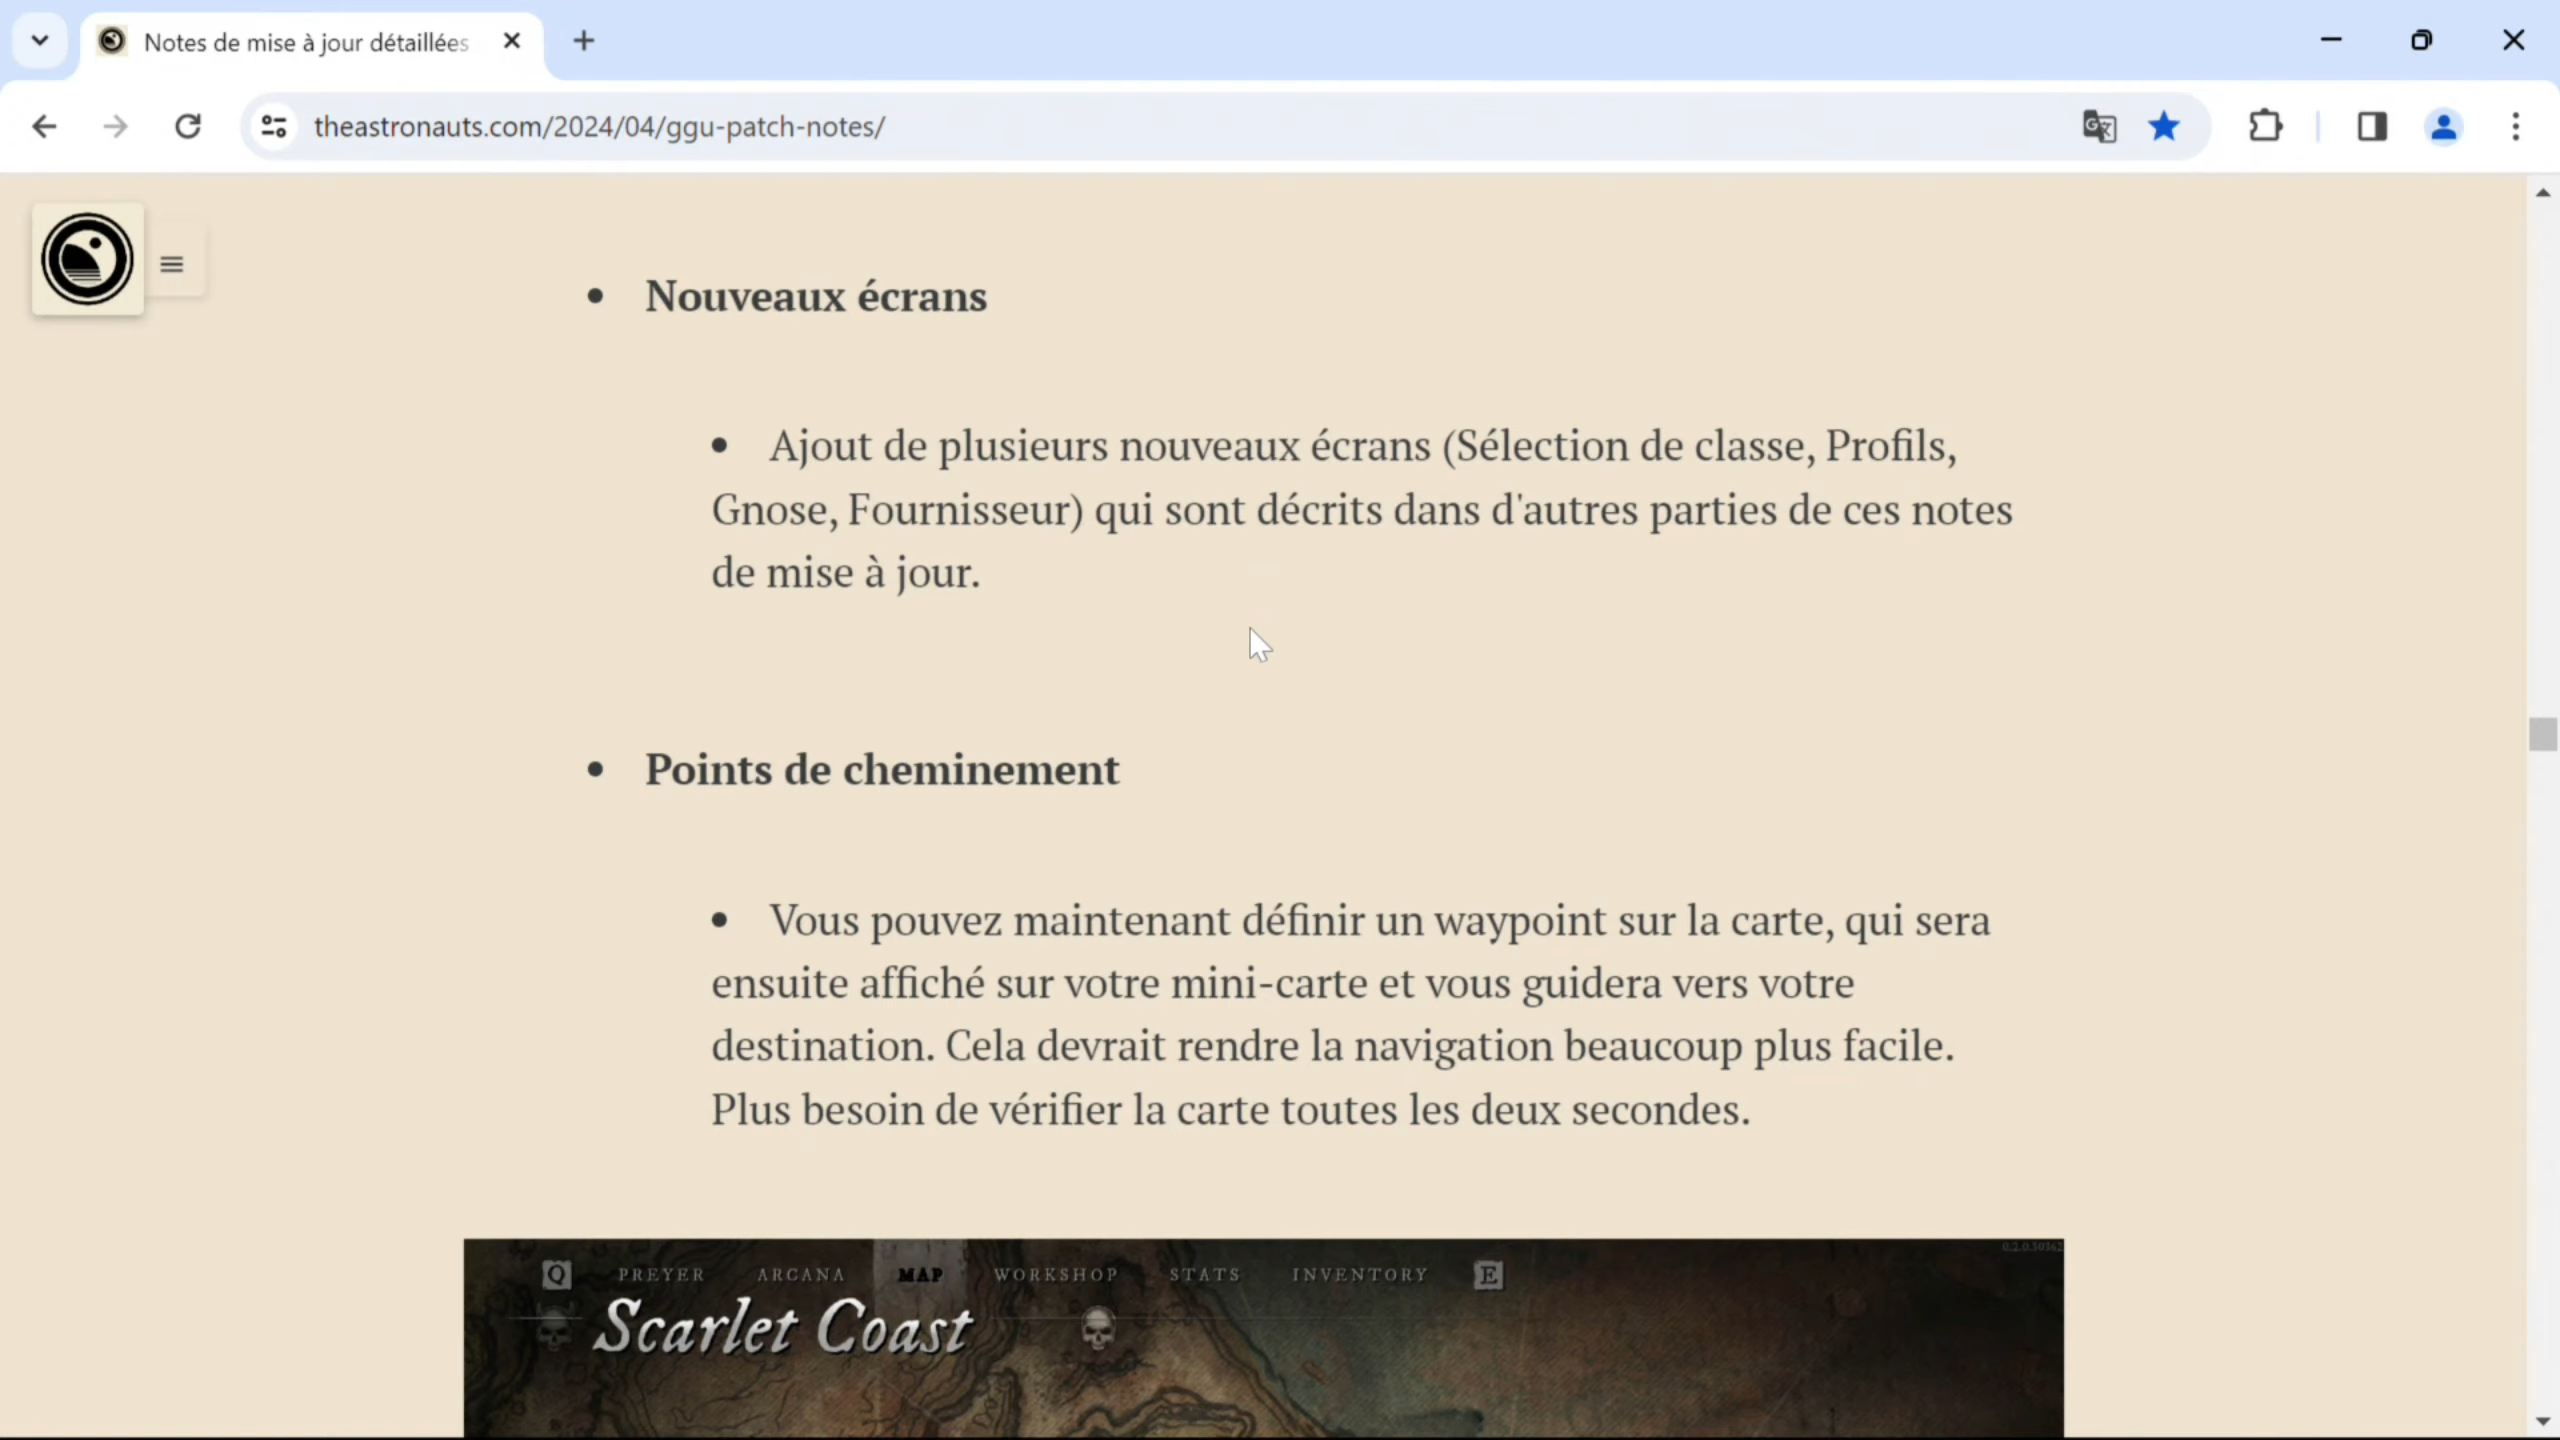 Notes de mise à jour détaillées
theastronauts.com/2024/04/ggu-patch-notes/
Nouveaux écrans
Ajout de plusieurs nouveaux écrans (Sélection de classe, Profils,
Gnose, Fournisseur) qui sont décrits dans d'autres parties de ces notes
de mise à jour.
Points de cheminement
Vous pouvez maintenant définir un waypoint sur la carte, qui sera
ensuite affiché sur votre mini-carte et vous guidera vers votre
destination. Cela devrait rendre la navigation beaucoup plus facile.
Plus besoin de vérifier la carte toutes les deux secondes.
Q PREYER ARCANA MAP WORKSHOP STATS INVENTORY E
Scarlet Coast